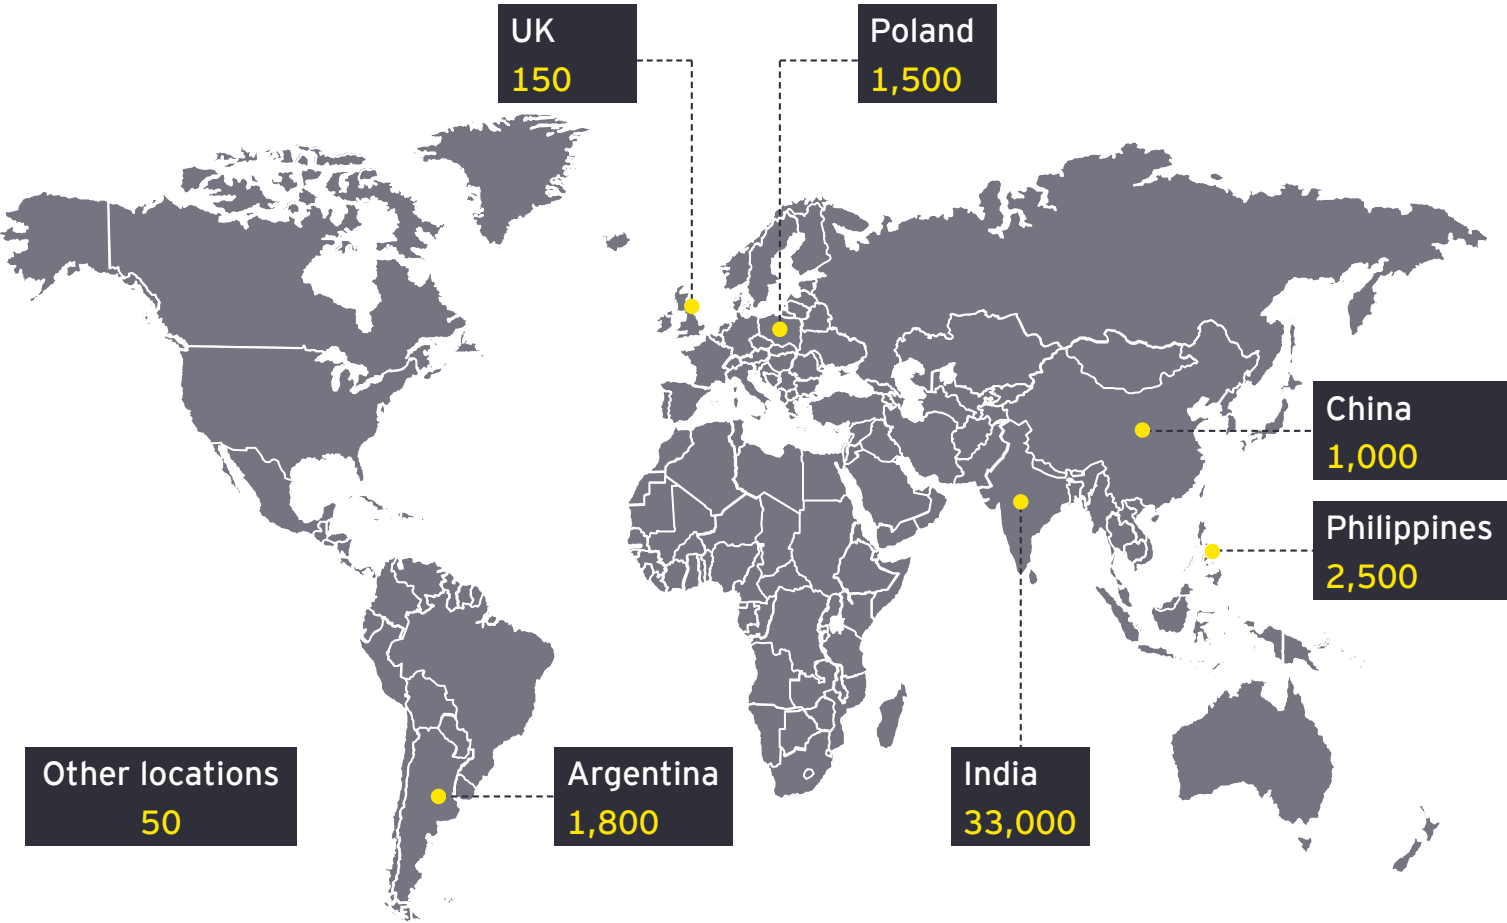 UK
150
Poland
1,500
China
1,000
Philippines
2,500
Other locations
50
Argentina
1,800
India
33,000